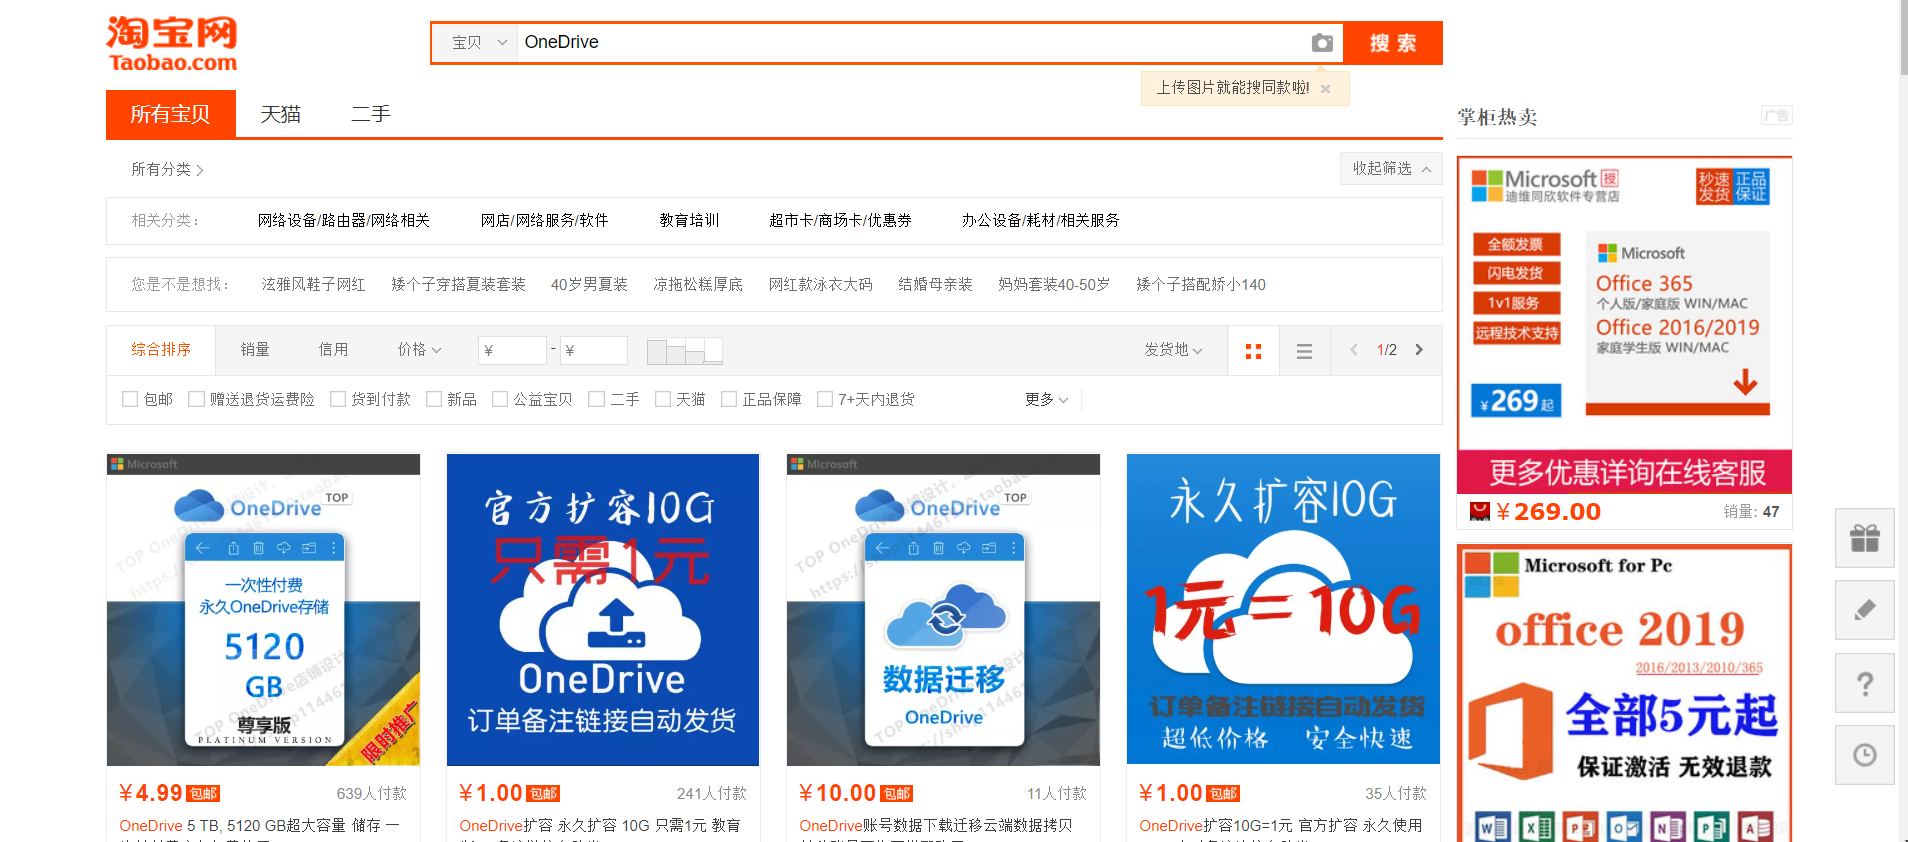 淘宝网
Taobao.com
宝贝
OneDrive
搜 索
上传图片就能搜同款啦!
所有宝贝
天猫
二手
掌柜热卖
广告
所有分类
收起筛选
相关分类：
网络设备/路由器/网络相关
网店/网络服务/软件
教育培训
超市卡/商场卡/优惠券
办公设备/耗材/相关服务
您是不是想找：
泫雅风鞋子网红
矮个子穿搭夏装套装
40岁男夏装
凉拖松糕厚底
网红款泳衣大码
结婚母亲装
妈妈套装40-50岁
矮个子搭配娇小140
综合排序
销量
信用
价格
¥
-
¥
发货地
1/2
包邮
赠送退货运费险
货到付款
新品
公益宝贝
二手
天猫
正品保障
7+天内退货
更多
Microsoft
OneDrive
TOP
一次性付费
永久OneDrive存储
5120
GB
尊享版
PLATINUM VERSION
限时推广
¥4.99
包邮
639人付款
OneDrive 5 TB, 5120 GB超大容量 储存 一
官方扩容10G
只需1元
OneDrive
订单备注链接自动发货
¥1.00
包邮
241人付款
OneDrive扩容 永久扩容 10G 只需1元 教育
Microsoft
OneDrive
TOP
数据迁移
OneDrive
¥10.00
包邮
11人付款
OneDrive账号数据下载迁移云端数据拷贝
永久扩容10G
1元=10G
订单备注链接自动发货
超低价格 安全快速
¥1.00
包邮
35人付款
OneDrive扩容10G=1元 官方扩容 永久使用
Microsoft
授
迪维同欣软件专营店
秒速发货
正品保证
全额发票
闪电发货
1v1服务
远程技术支持
¥269起
Microsoft
Office 365
个人版/家庭版 WIN/MAC
Office 2016/2019
家庭学生版 WIN/MAC
更多优惠详询在线客服
¥269.00
销量: 47
Microsoft for Pc
office 2019
2016/2013/2010/365
全部5元起
保证激活 无效退款